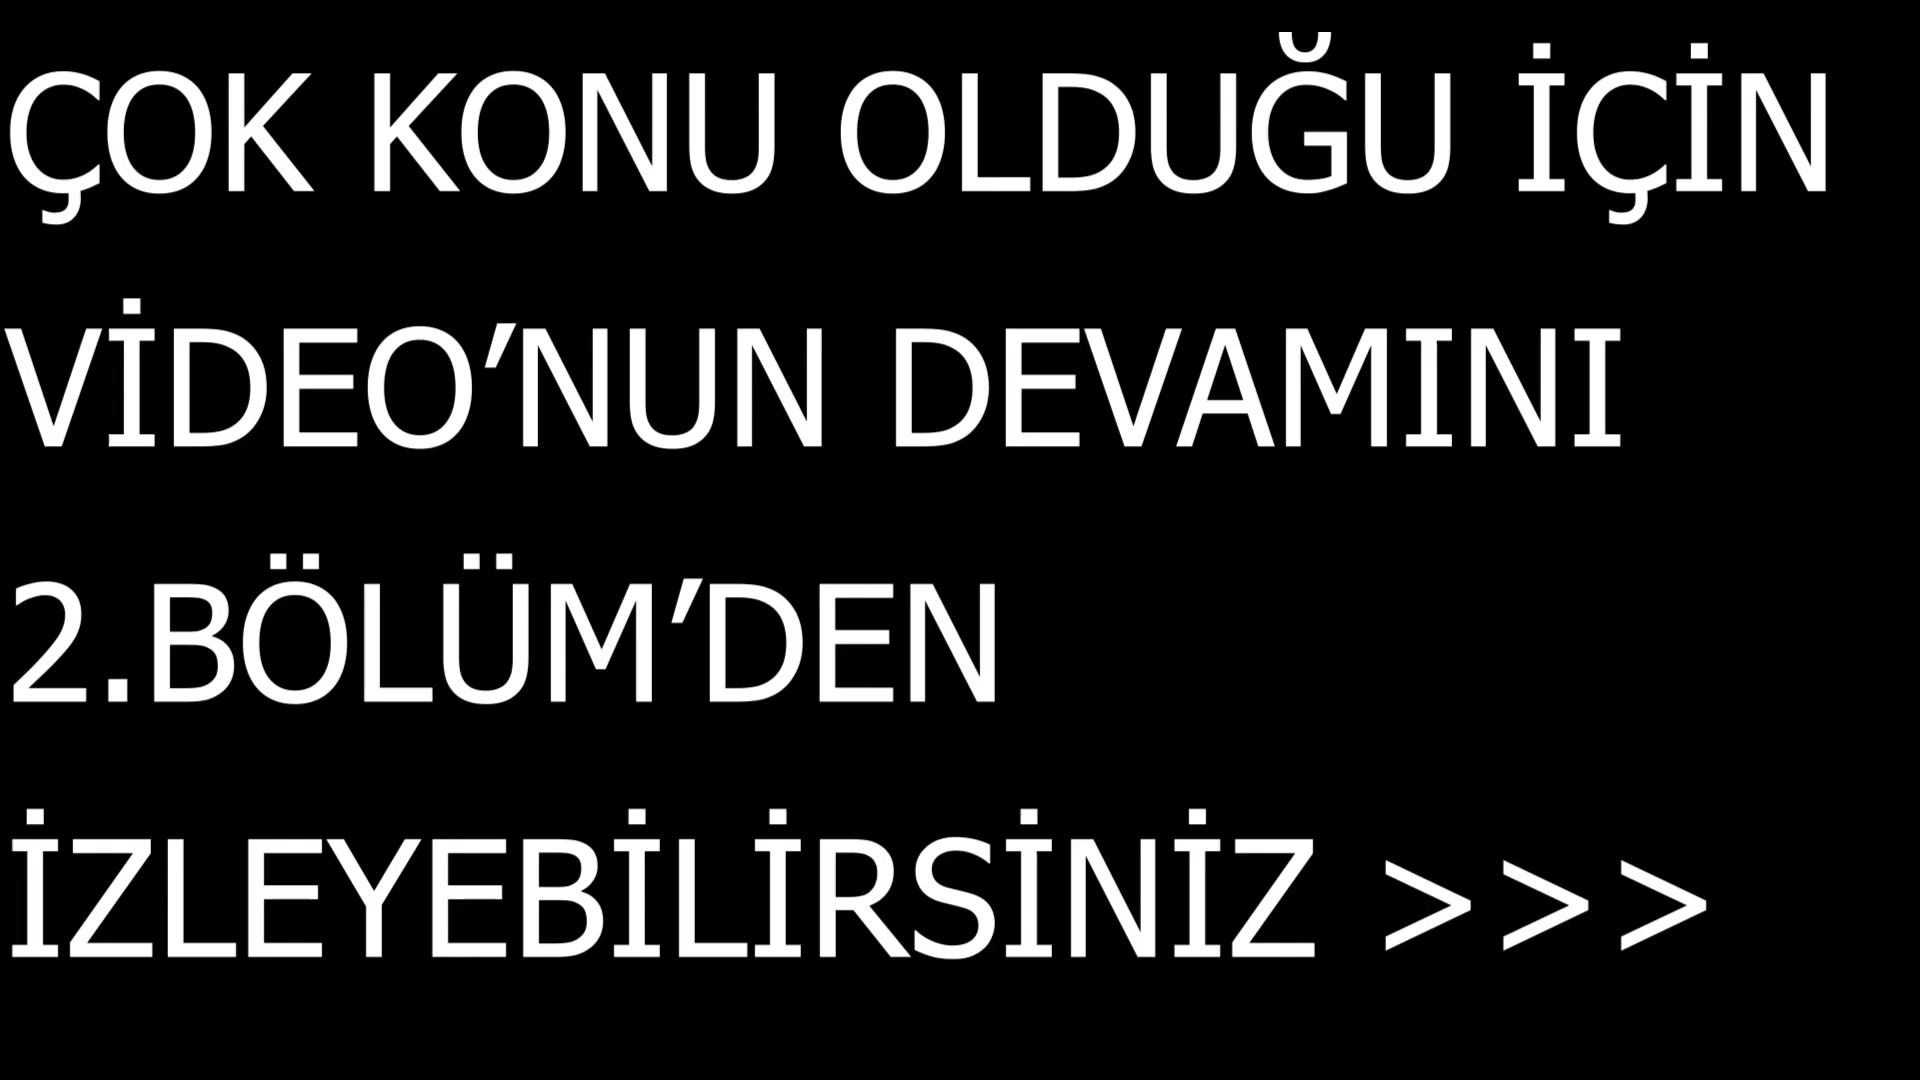 ÇOK KONU OLDUĞU İÇİN
VİDEO’NUN DEVAMINI
2.BÖLÜM’DEN
İZLEYEBİLİRSİNİZ >>>